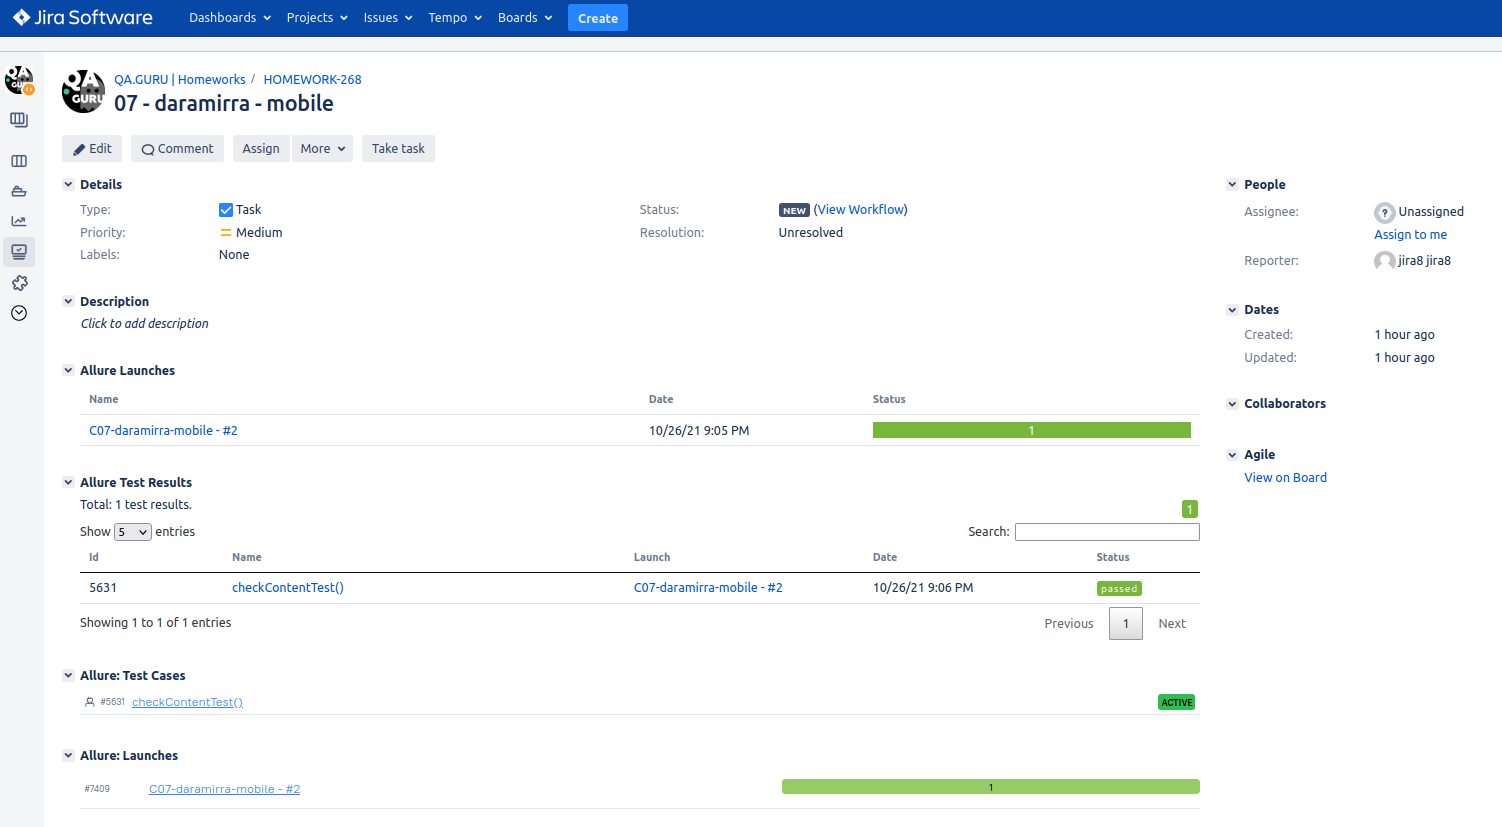 Jira Software Dashboards Projects Issues Tempo Boards Create
QA.GURU | Homeworks / HOMEWORK-268
07 - daramirra - mobile
Edit Comment Assign More Take task
Details
Type: Task Status: NEW (View Workflow)
Priority: Medium Resolution: Unresolved
Labels: None
Description
Click to add description
Allure Launches
Name Date Status
C07-daramirra-mobile - #2 10/26/21 9:05 PM 1
Allure Test Results
Total: 1 test results. 1
Show 5 entries Search:
Id Name Launch Date Status
5631 checkContentTest() C07-daramirra-mobile - #2 10/26/21 9:06 PM passed
Showing 1 to 1 of 1 entries Previous 1 Next
Allure: Test Cases
#5631 checkContentTest() ACTIVE
Allure: Launches
#7409 C07-daramirra-mobile - #2 1
People
Assignee: ? Unassigned
Assign to me
Reporter: jira8 jira8
Dates
Created: 1 hour ago
Updated: 1 hour ago
Collaborators
Agile
View on Board
QA
GURU